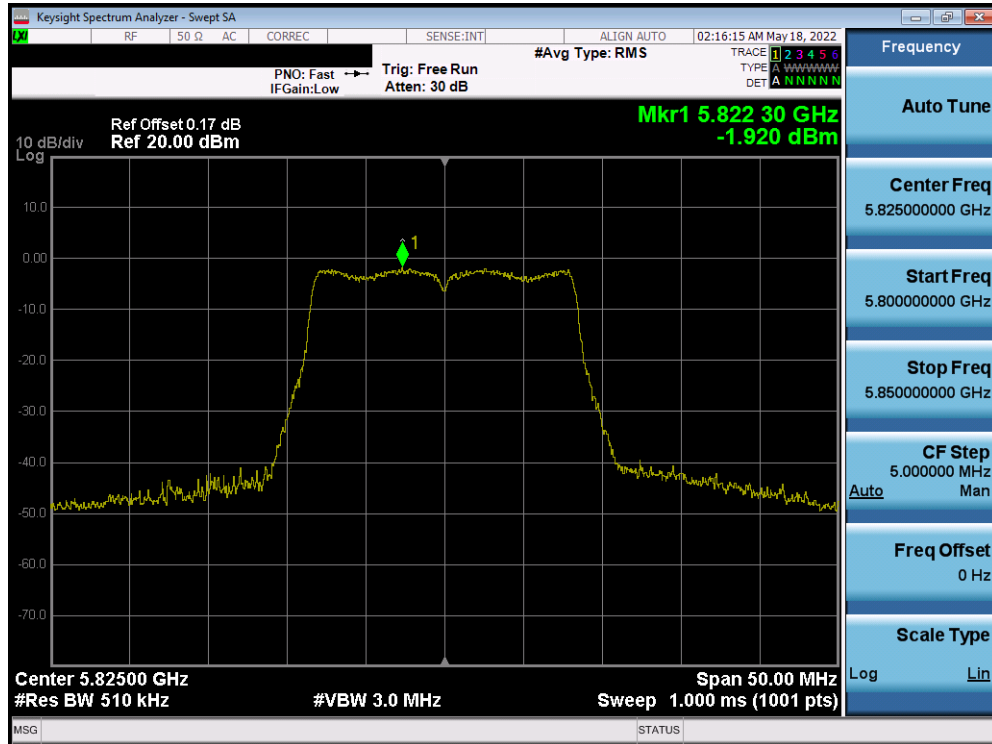 Keysight Spectrum Analyzer - Swept SA
LXI RF 50 Ω AC CORREC SENSE:INT ALIGN AUTO 02:16:15 AM May 18, 2022
#Avg Type: RMS TRACE 1 2 3 4 5 6
PNO: Fast Trig: Free Run TYPE A WWWWW
IFGain:Low Atten: 30 dB DET A N N N N N
Mkr1 5.822 30 GHz
Ref Offset 0.17 dB
-1.920 dBm
10 dB/div Ref 20.00 dBm
Log
10.0
1
0.00
-10.0
-20.0
-30.0
-40.0
-50.0
-60.0
-70.0
Center 5.82500 GHz Span 50.00 MHz
#Res BW 510 kHz #VBW 3.0 MHz Sweep 1.000 ms (1001 pts)
MSG STATUS
Frequency
Auto Tune
Center Freq
5.825000000 GHz
Start Freq
5.800000000 GHz
Stop Freq
5.850000000 GHz
CF Step
5.000000 MHz
Auto Man
Freq Offset
0 Hz
Scale Type
Log Lin